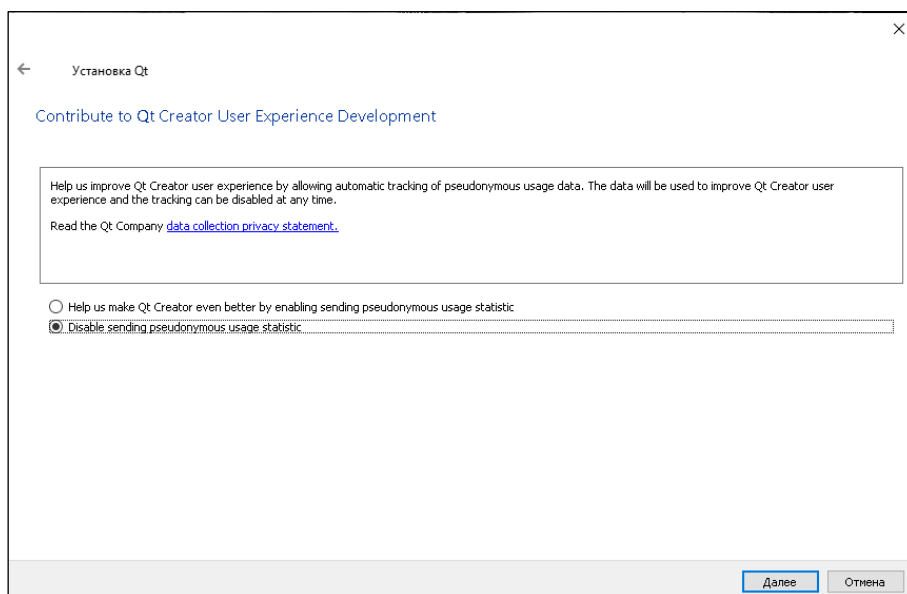 Установка Qt
Contribute to Qt Creator User Experience Development
Help us improve Qt Creator user experience by allowing automatic tracking of pseudonymous usage data. The data will be used to improve Qt Creator user
experience and the tracking can be disabled at any time.
Read the Qt Company data collection privacy statement.
Help us make Qt Creator even better by enabling sending pseudonymous usage statistic
Disable sending pseudonymous usage statistic
Далее
Отмена